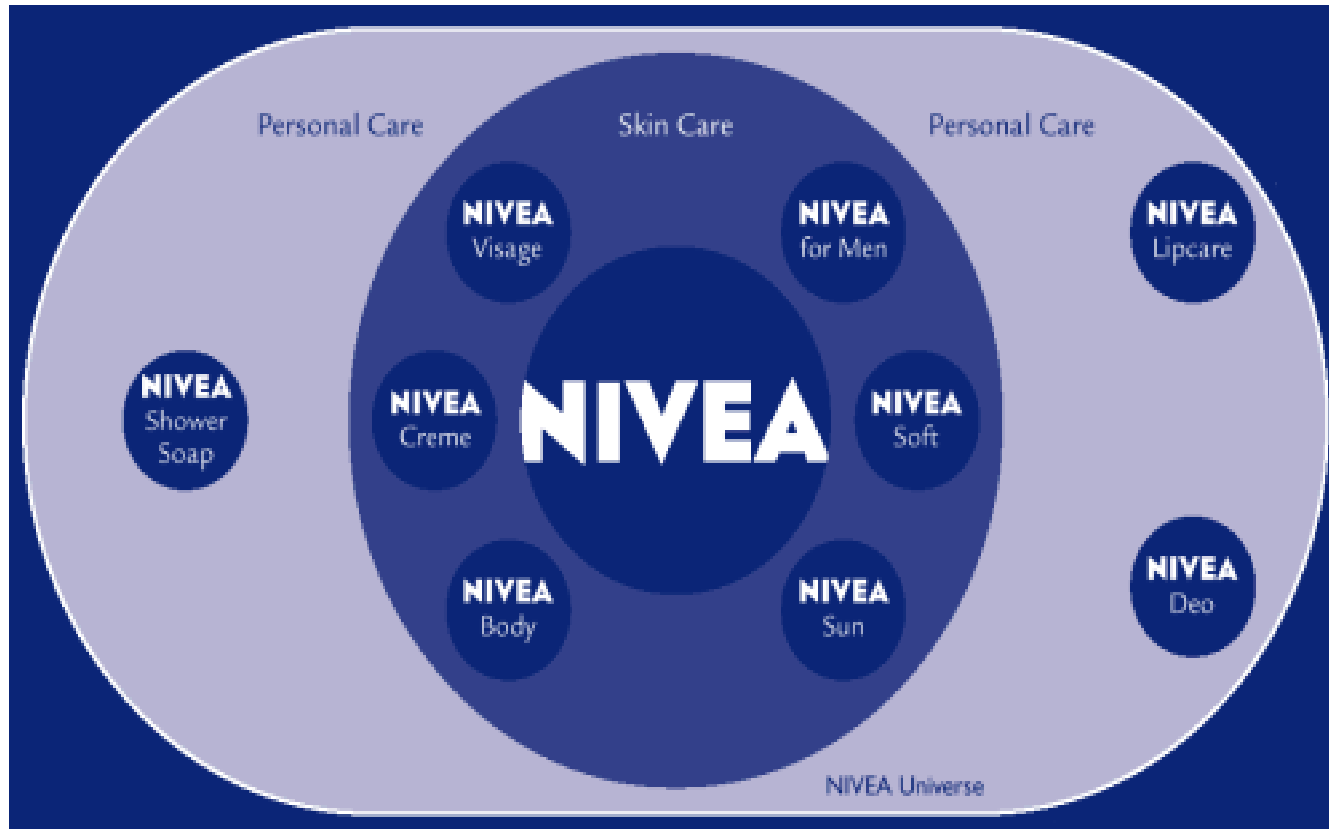 Personal Care
Skin Care
Personal Care
NIVEA
Visage
NIVEA
for Men
NIVEA
Lipcare
NIVEA
Shower
Soap
NIVEA
Creme
NIVEA
NIVEA
Soft
NIVEA
Body
NIVEA
Sun
NIVEA
Deo
NIVEA Universe